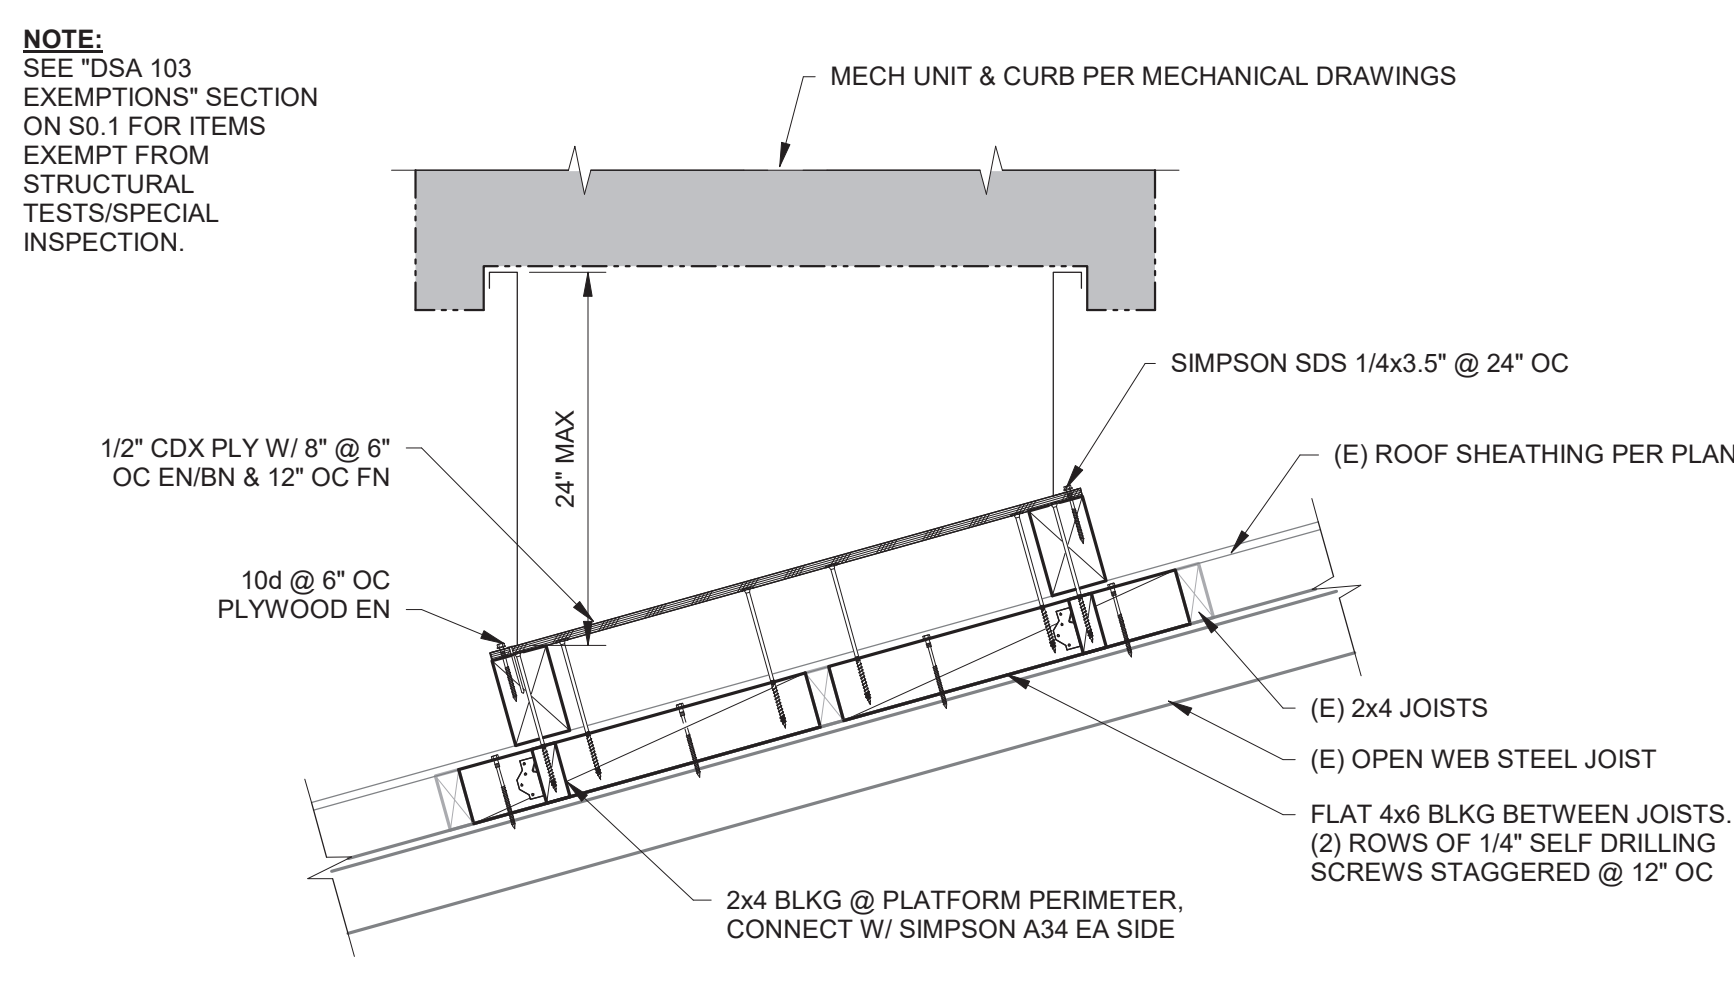 NOTE:
SEE "DSA 103
EXEMPTIONS" SECTION
ON S0.1 FOR ITEMS
EXEMPT FROM
STRUCTURAL
TESTS/SPECIAL
INSPECTION.
MECH UNIT & CURB PER MECHANICAL DRAWINGS
SIMPSON SDS 1/4x3.5" @ 24" OC
24" MAX
1/2" CDX PLY W/ 8" @ 6"
OC EN/BN & 12" OC FN
(E) ROOF SHEATHING PER PLAN
10d @ 6" OC
PLYWOOD EN
(E) 2x4 JOISTS
(E) OPEN WEB STEEL JOIST
FLAT 4x6 BLKG BETWEEN JOISTS.
(2) ROWS OF 1/4" SELF DRILLING
SCREWS STAGGERED @ 12" OC
2x4 BLKG @ PLATFORM PERIMETER,
CONNECT W/ SIMPSON A34 EA SIDE